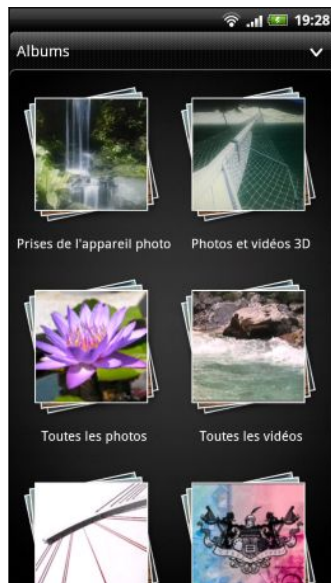 19:28
Albums
Prises de l'appareil photo
Photos et vidéos 3D
Toutes les photos
Toutes les vidéos